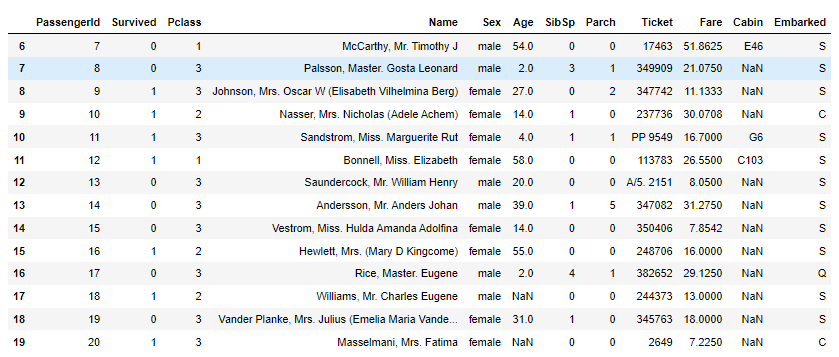 PassengerId Survived Pclass Name Sex Age SibSp Parch Ticket Fare Cabin Embarked
6 7 0 1 McCarthy, Mr. Timothy J male 54.0 0 0 17463 51.8625 E46 S
7 8 0 3 Palsson, Master. Gosta Leonard male 2.0 3 1 349909 21.0750 NaN S
8 9 1 3 Johnson, Mrs. Oscar W (Elisabeth Vilhelmina Berg) female 27.0 0 2 347742 11.1333 NaN S
9 10 1 2 Nasser, Mrs. Nicholas (Adele Achem) female 14.0 1 0 237736 30.0708 NaN C
10 11 1 3 Sandstrom, Miss. Marguerite Rut female 4.0 1 1 PP 9549 16.7000 G6 S
11 12 1 1 Bonnell, Miss. Elizabeth female 58.0 0 0 113783 26.5500 C103 S
12 13 0 3 Saundercock, Mr. William Henry male 20.0 0 0 A/5. 2151 8.0500 NaN S
13 14 0 3 Andersson, Mr. Anders Johan male 39.0 1 5 347082 31.2750 NaN S
14 15 0 3 Vestrom, Miss. Hulda Amanda Adolfina female 14.0 0 0 350406 7.8542 NaN S
15 16 1 2 Hewlett, Mrs. (Mary D Kingcome) female 55.0 0 0 248706 16.0000 NaN S
16 17 0 3 Rice, Master. Eugene male 2.0 4 1 382652 29.1250 NaN Q
17 18 1 2 Williams, Mr. Charles Eugene male NaN 0 0 244373 13.0000 NaN S
18 19 0 3 Vander Planke, Mrs. Julius (Emelia Maria Vande... female 31.0 1 0 345763 18.0000 NaN S
19 20 1 3 Masselmani, Mrs. Fatima female NaN 0 0 2649 7.2250 NaN C